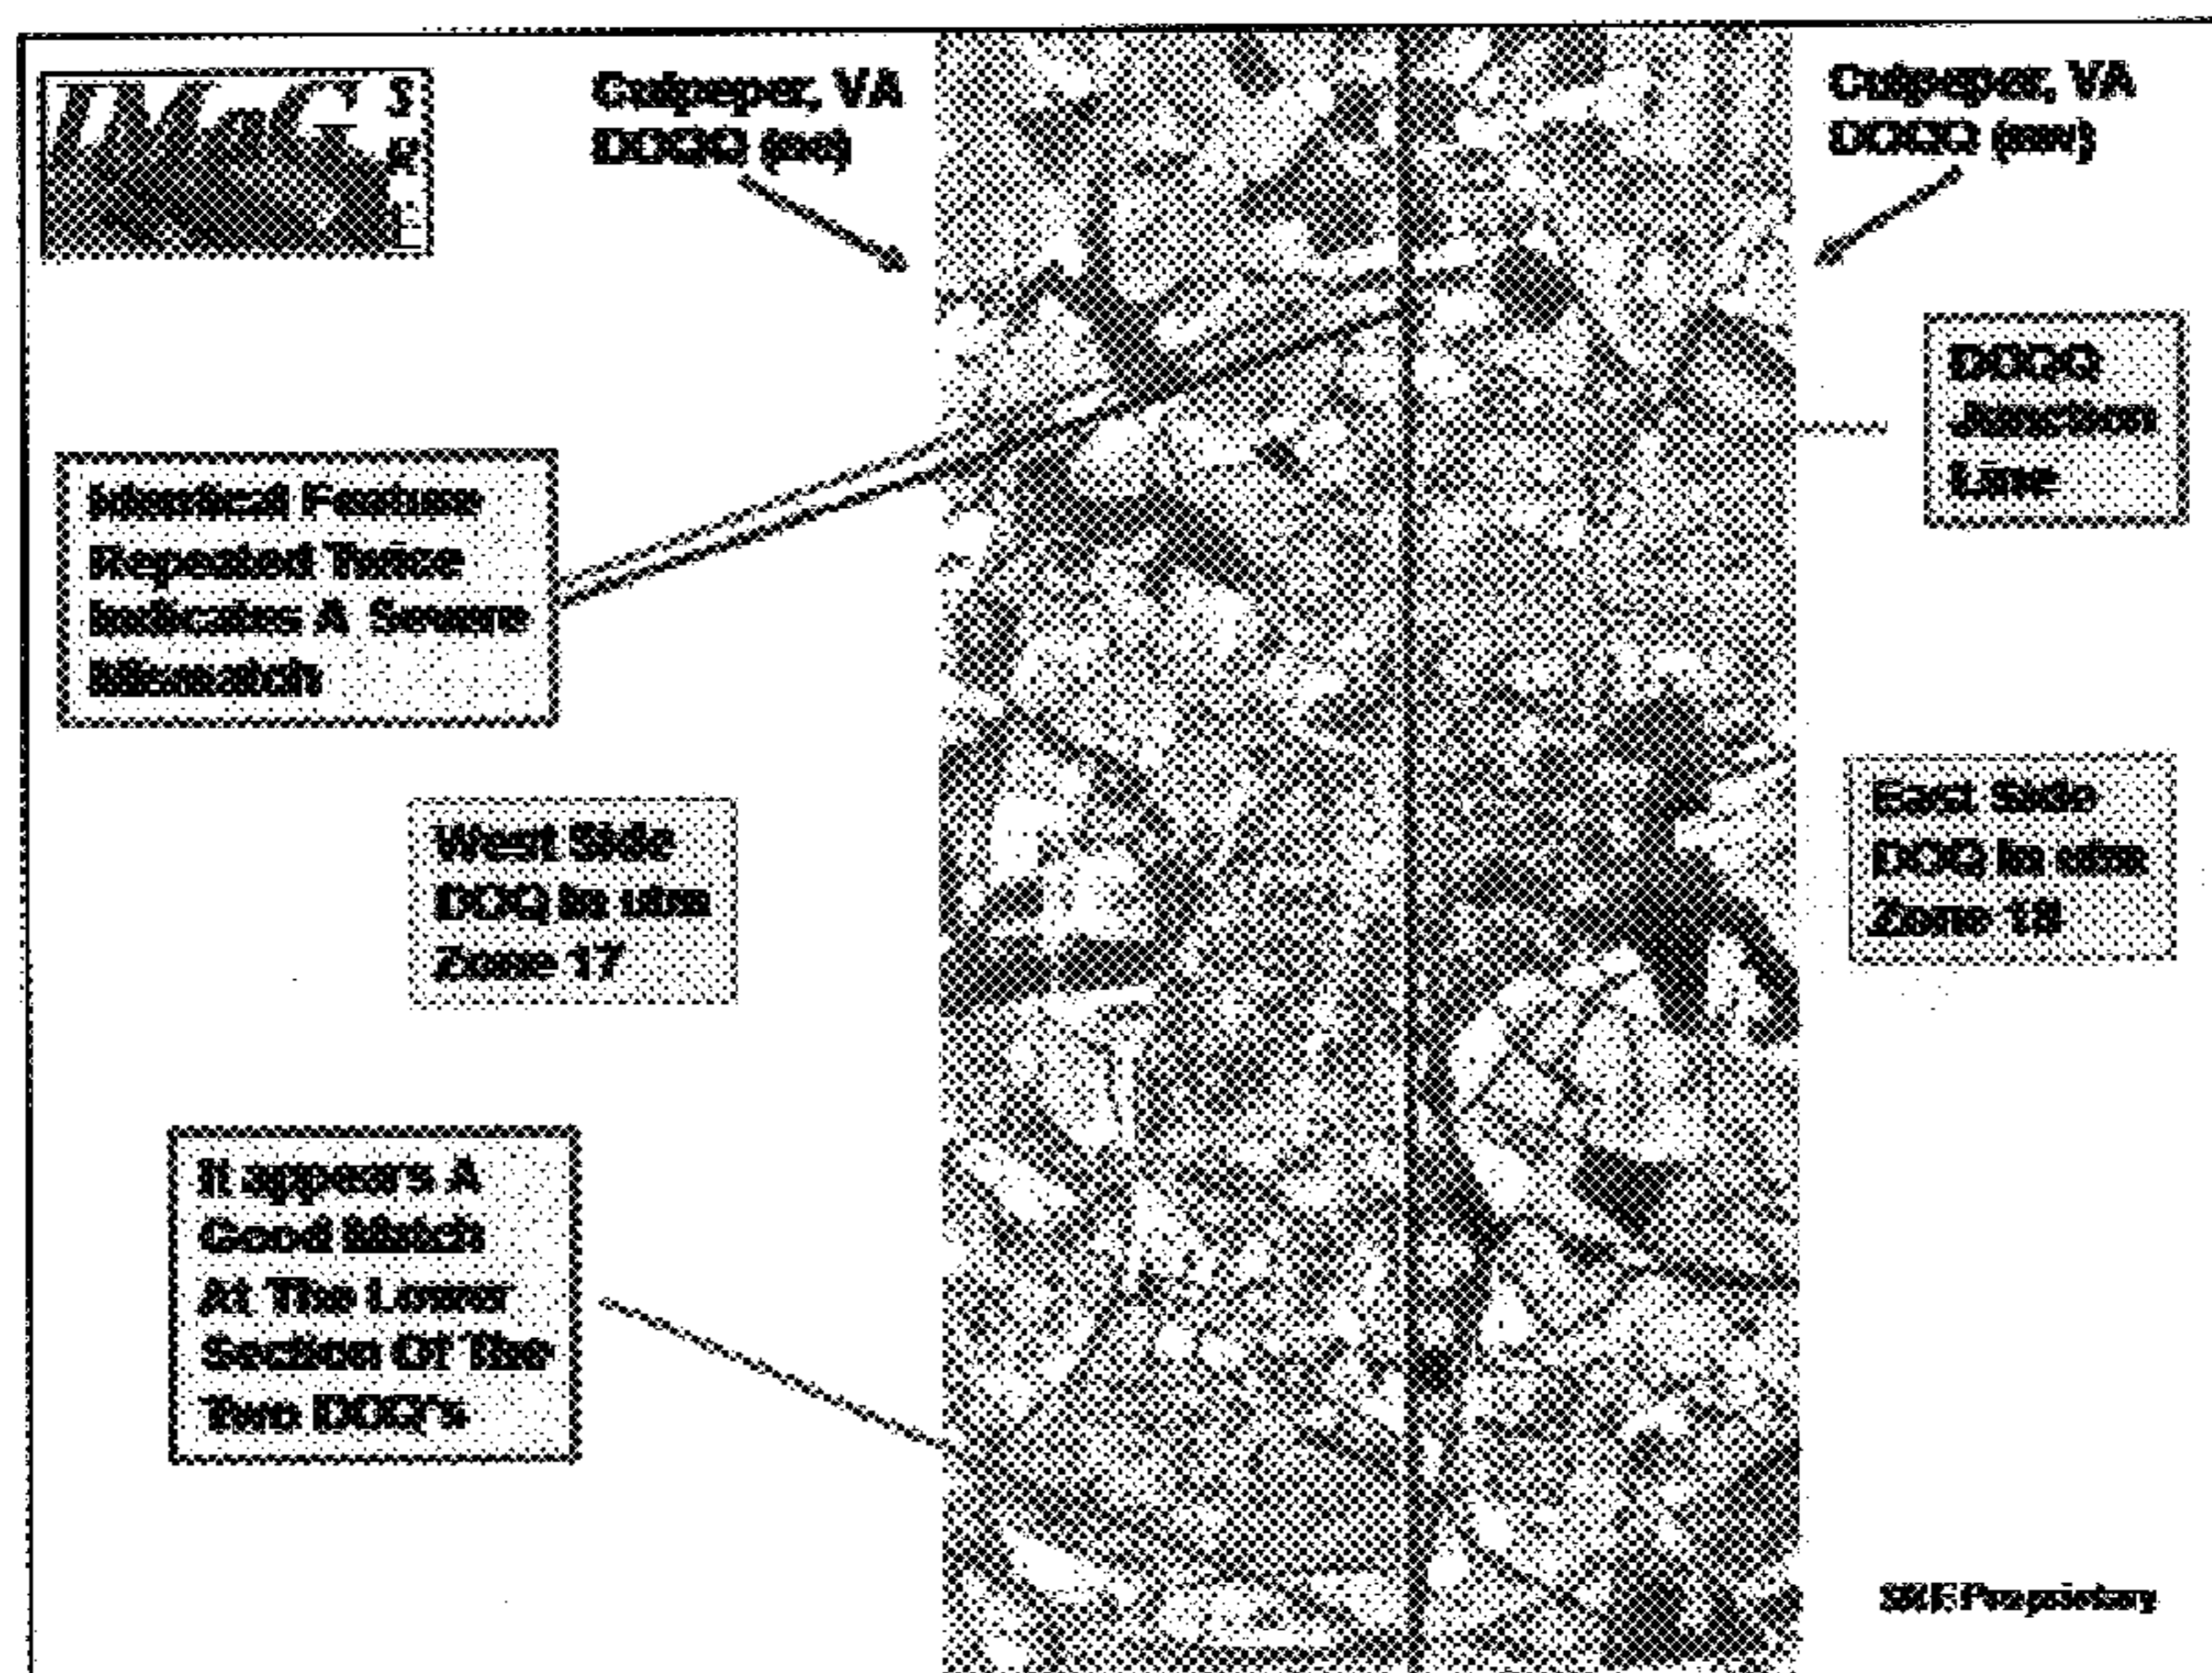 Culpeper, VA
DOQQ
Culpeper, VA
DOQQ
DOQQ
Junction
Line
Identical Feature
Repeated Twice
Indicates A Severe
Mismatch
West Side
DOQ in utm
Zone 17
East Side
DOQ in utm
Zone 18
It appears A
Good Match
At The Lower
Section Of The
Two DOQ's
Proprietary